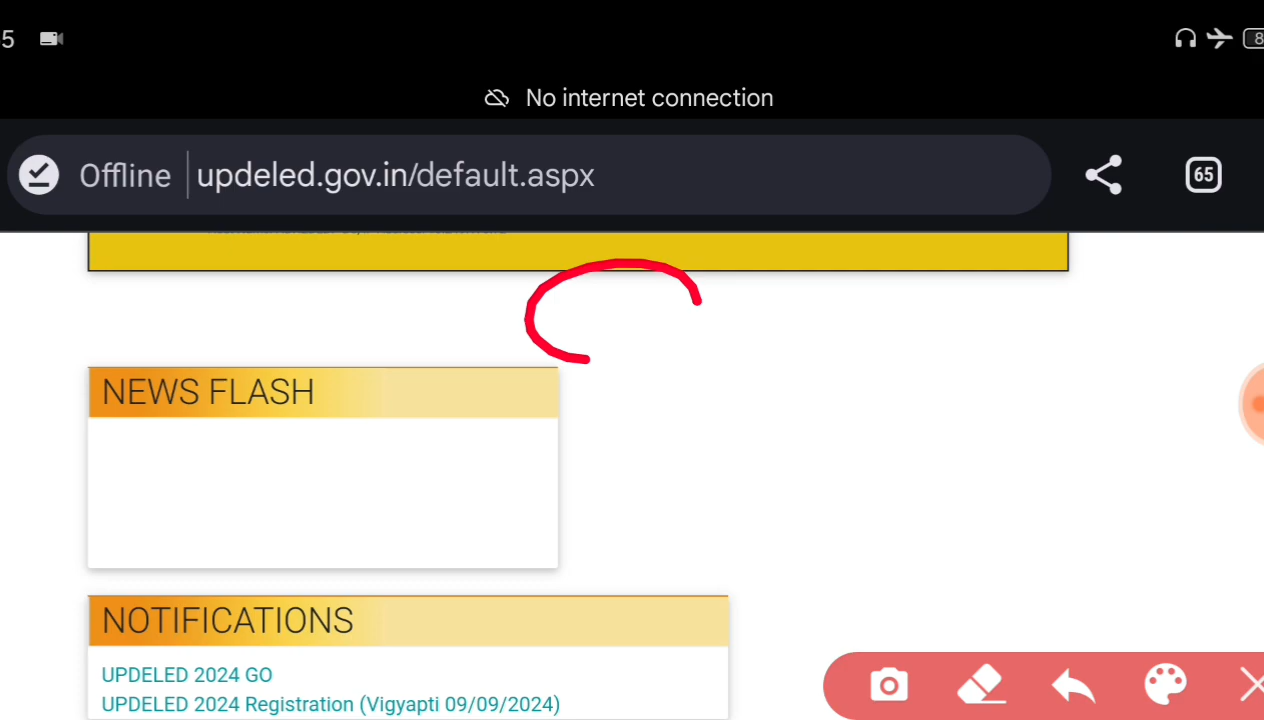 5
8
No internet connection
Offline updeled.gov.in/default.aspx
65
NEWS FLASH
NOTIFICATIONS
UPDELED 2024 GO
UPDELED 2024 Registration (Vigyapti 09/09/2024)